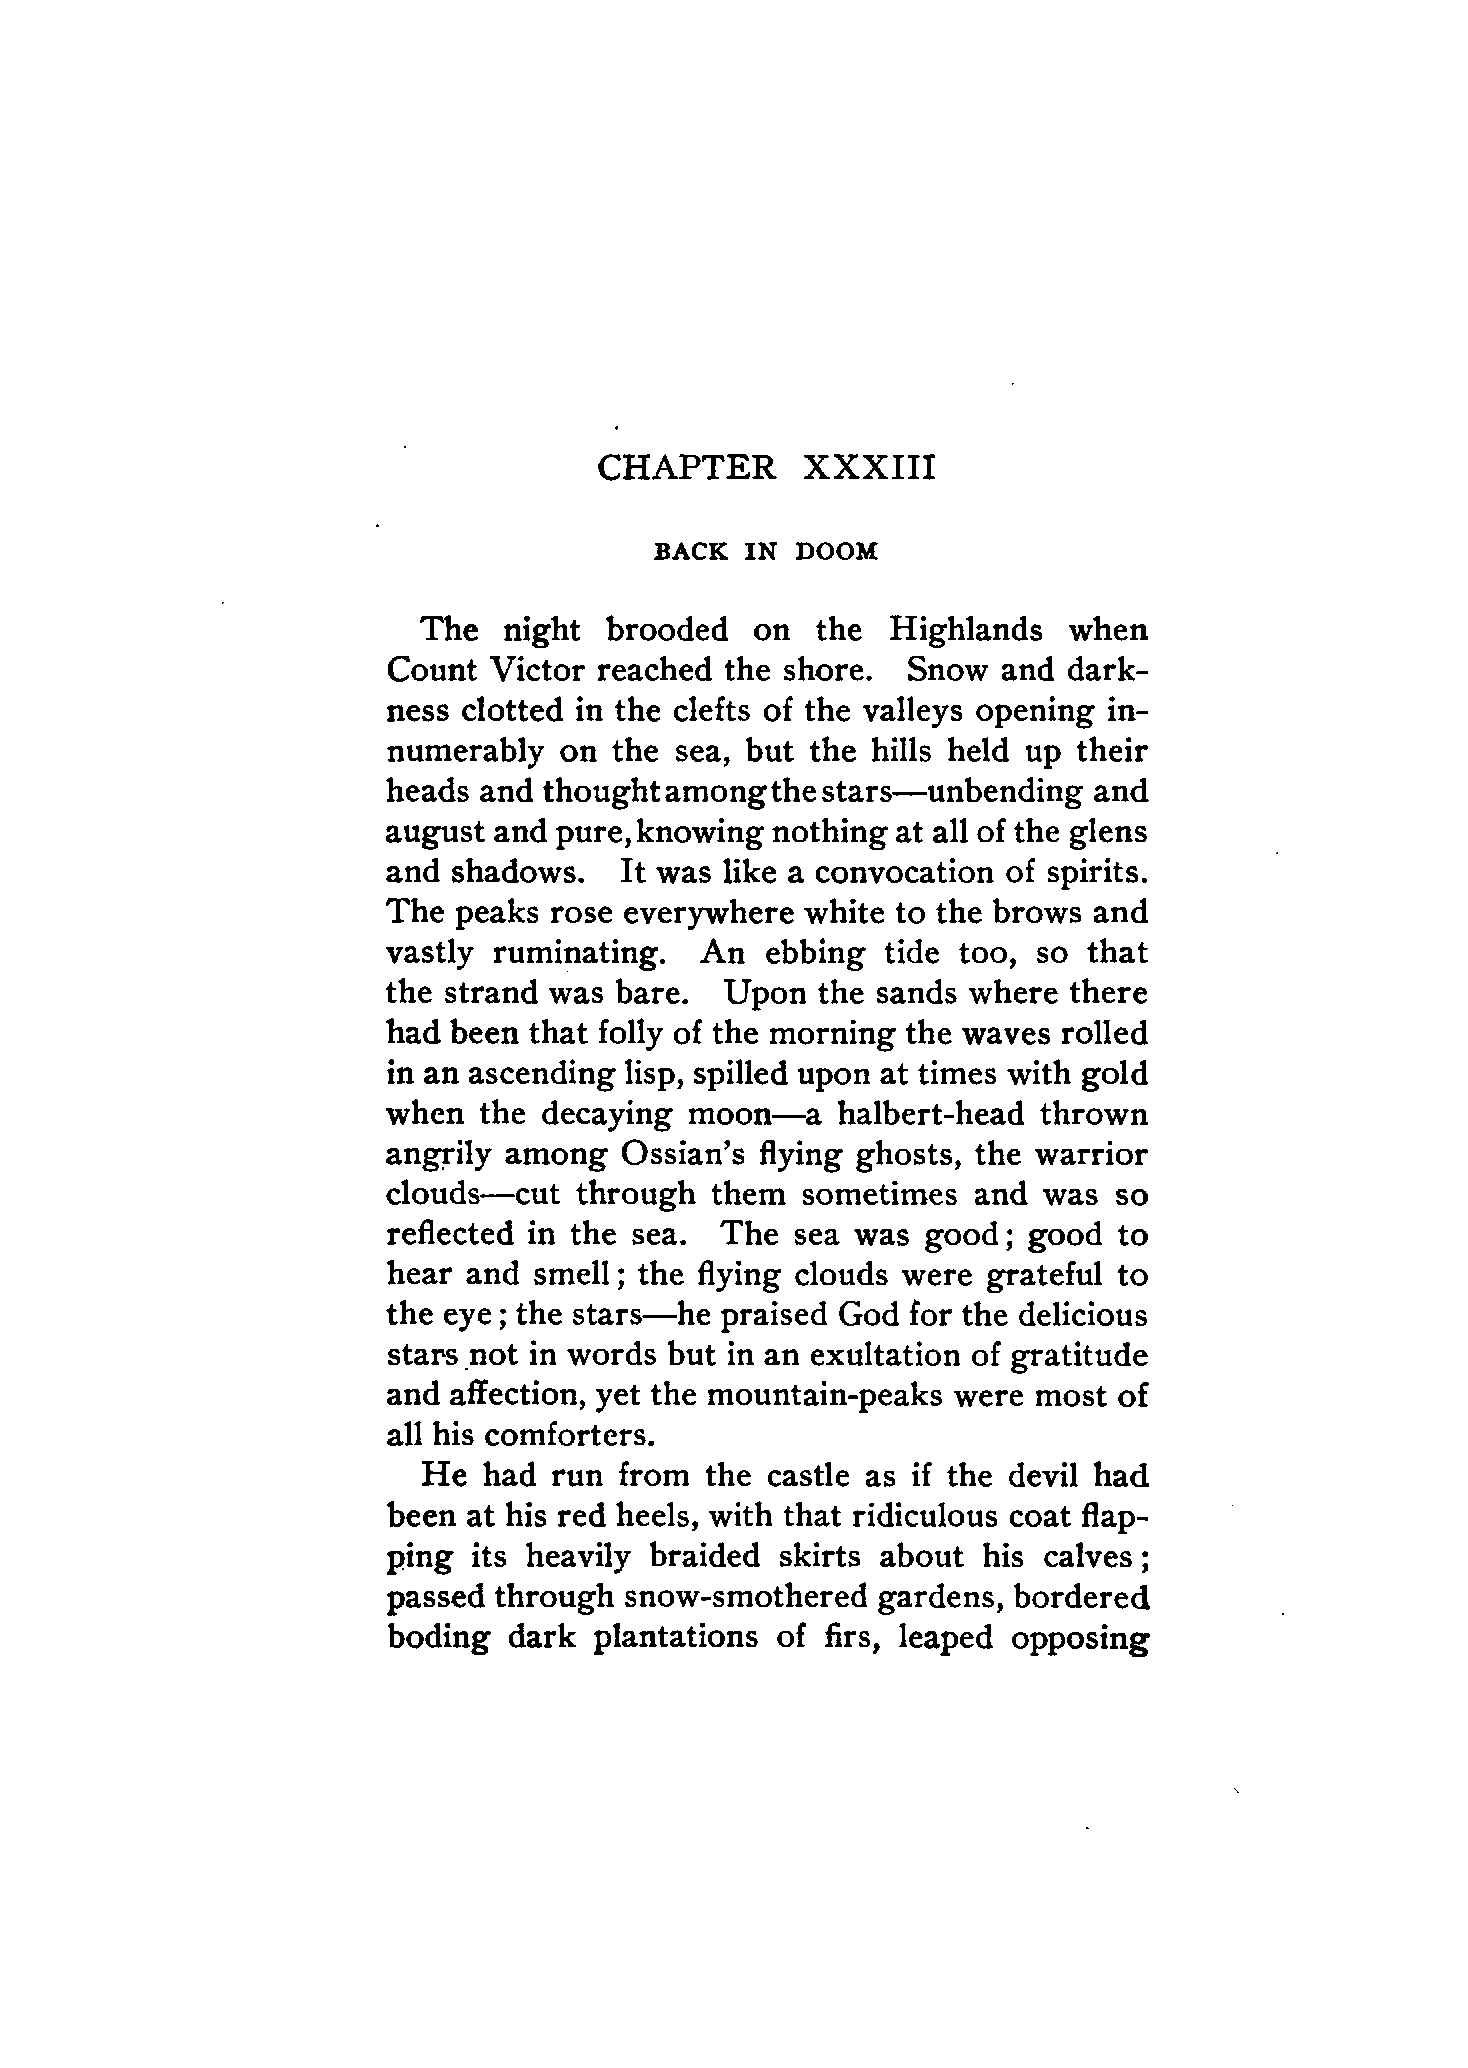 CHAPTER XXXIII
BACK IN DOOM
The night brooded on the Highlands when
Count Victor reached the shore. Snow and dark-
ness clotted in the clefts of the valleys opening in-
numerably on the sea, but the hills held up their
heads and thought among the stars—unbending and
august and pure, knowing nothing at all of the glens
and shadows. It was like a convocation of spirits.
The peaks rose everywhere white to the brows and
vastly ruminating. An ebbing tide too, so that
the strand was bare. Upon the sands where there
had been that folly of the morning the waves rolled
in an ascending lisp, spilled upon at times with gold
when the decaying moon—a halbert-head thrown
angrily among Ossian's flying ghosts, the warrior
clouds—cut through them sometimes and was so
reflected in the sea. The sea was good; good to
hear and smell; the flying clouds were grateful to
the eye; the stars—he praised God for the delicious
stars not in words but in an exultation of gratitude
and affection, yet the mountain-peaks were most of
all his comforters.
He had run from the castle as if the devil had
been at his red heels, with that ridiculous coat flap-
ping its heavily braided skirts about his calves;
passed through snow-smothered gardens, bordered
boding dark plantations of firs, leaped opposing